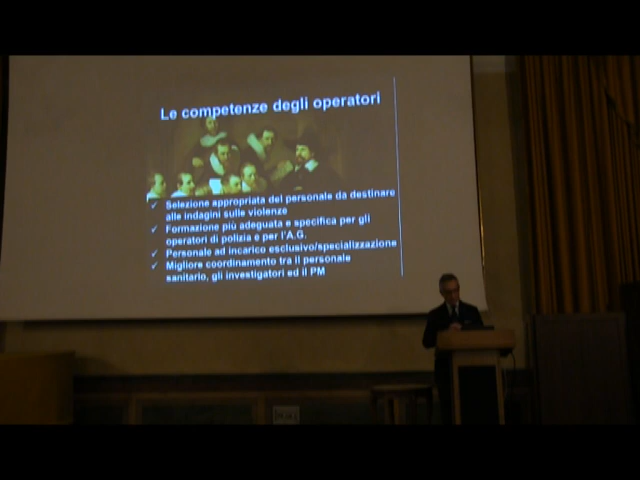 Le competenze degli operatori
✓ Selezione appropriata del personale da destinare
alle indagini sulle violenze
✓ Formazione più adeguata e specifica per gli
operatori di polizia e per l'A.G.
✓ Personale ad incarico esclusivo/specializzazione
✓ Migliore coordinamento tra il personale
sanitario, gli investigatori ed il PM